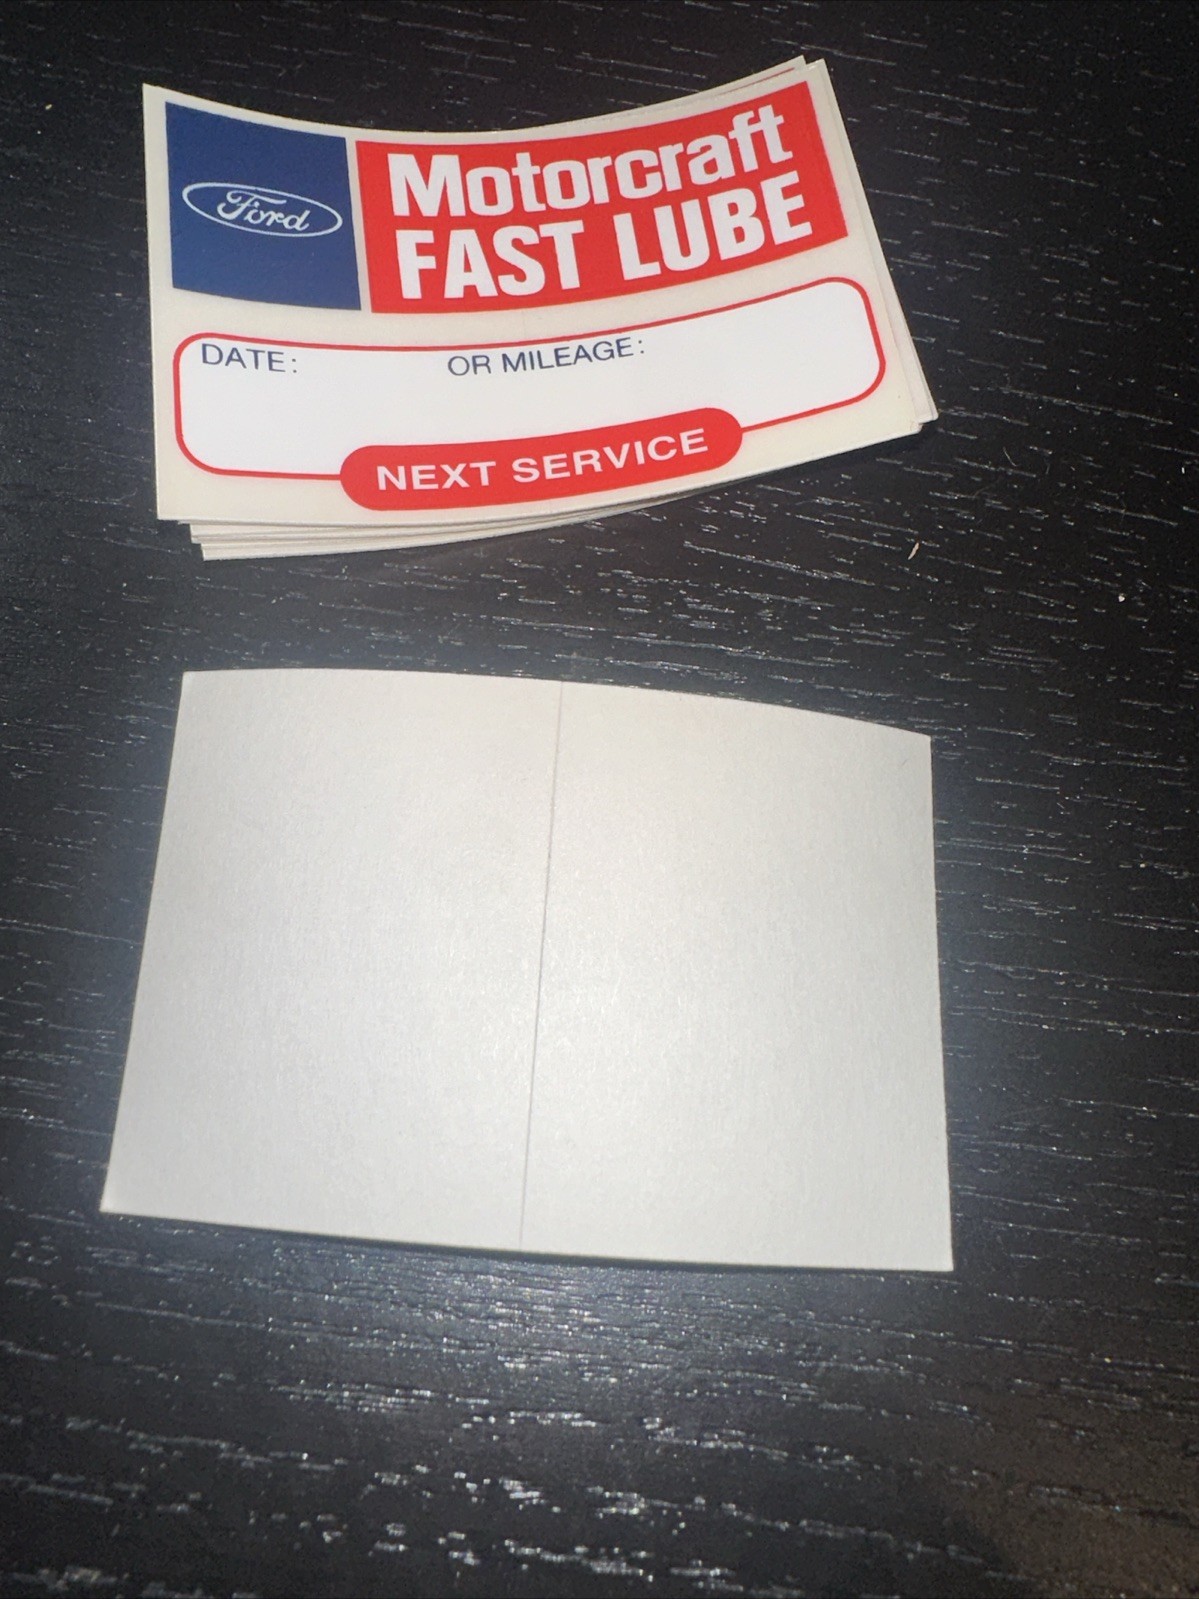 Ford
Motorcraft
FAST LUBE
DATE: OR MILEAGE:
NEXT SERVICE